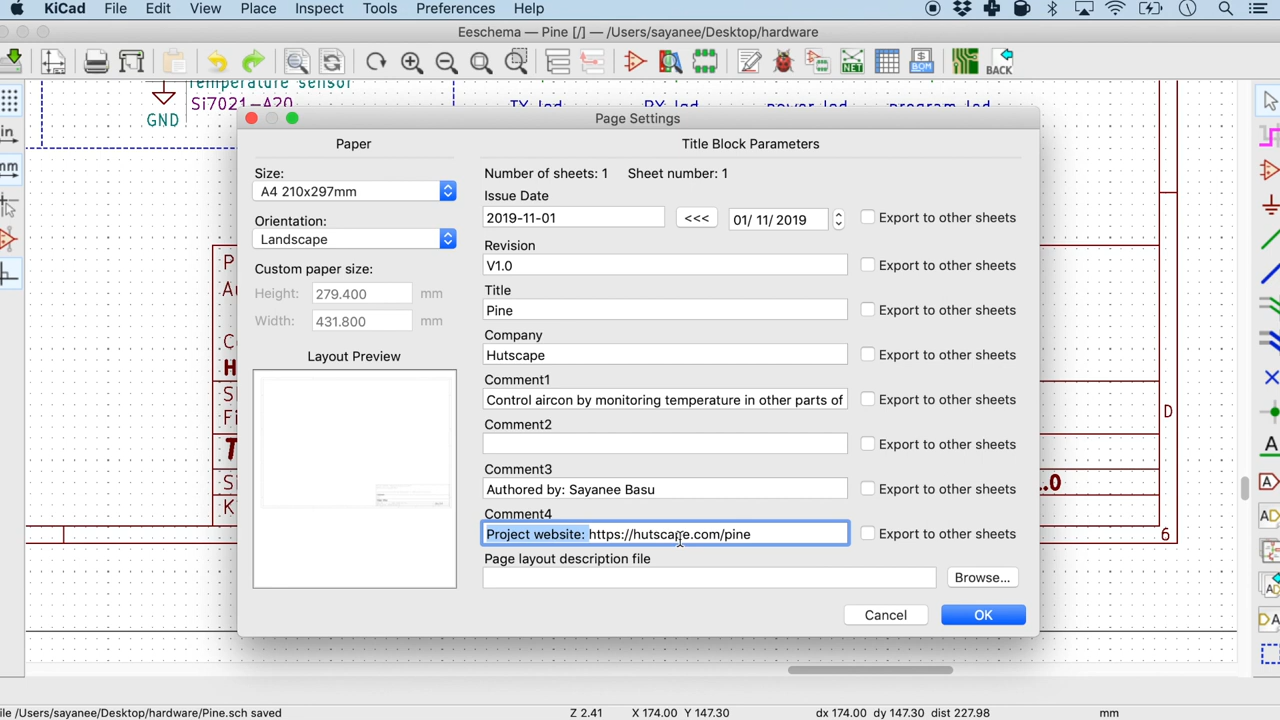 KiCad File Edit View Place Inspect Tools Preferences Help
Eeschema — Pine [/] — /Users/sayanee/Desktop/hardware
NET
BOM
BACK
Temperature sensor
Si7021-A20
GND
TX led
RX led
power led
program led
in
mm
Page Settings
Paper
Size:
A4 210x297mm
Orientation:
Landscape
Custom paper size:
Height: 279.400 mm
Width: 431.800 mm
Layout Preview
Title Block Parameters
Number of sheets: 1 Sheet number: 1
Issue Date
2019-11-01 <<< 01/ 11/ 2019 Export to other sheets
Revision
V1.0 Export to other sheets
Title
Pine Export to other sheets
Company
Hutscape Export to other sheets
Comment1
Control aircon by monitoring temperature in other parts of Export to other sheets
Comment2
Export to other sheets
Comment3
Authored by: Sayanee Basu Export to other sheets
Comment4
Project website: https://hutscape.com/pine Export to other sheets
Page layout description file
Browse...
Cancel OK
D
6
ile /Users/sayanee/Desktop/hardware/Pine.sch saved Z 2.41 X 174.00 Y 147.30 dx 174.00 dy 147.30 dist 227.98 mm